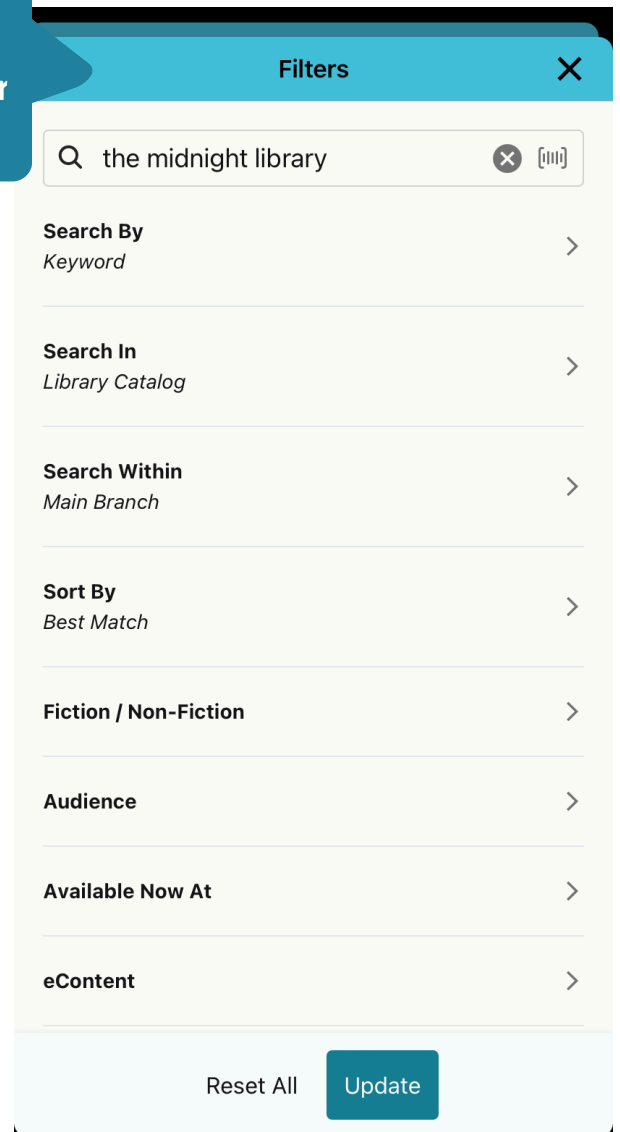 r
Filters
the midnight library
Search By
Keyword
Search In
Library Catalog
Search Within
Main Branch
Sort By
Best Match
Fiction / Non-Fiction
Audience
Available Now At
eContent
Reset All
Update